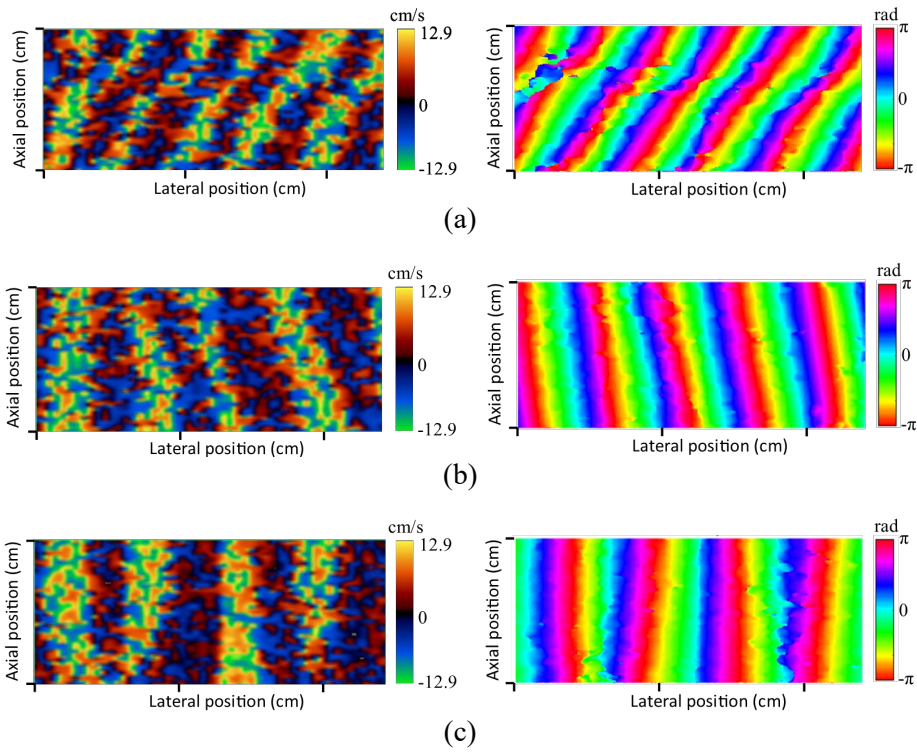 cm/s
rad
12.9
π
Axial position (cm)
0
Axial position (cm)
0
-12.9
-π
Lateral position (cm)
Lateral position (cm)
(a)
cm/s
rad
12.9
π
Axial position (cm)
0
Axial position (cm)
0
-12.9
-π
Lateral position (cm)
Lateral position (cm)
(b)
cm/s
rad
12.9
π
Axial position (cm)
0
Axial position (cm)
0
-12.9
-π
Lateral position (cm)
Lateral position (cm)
(c)